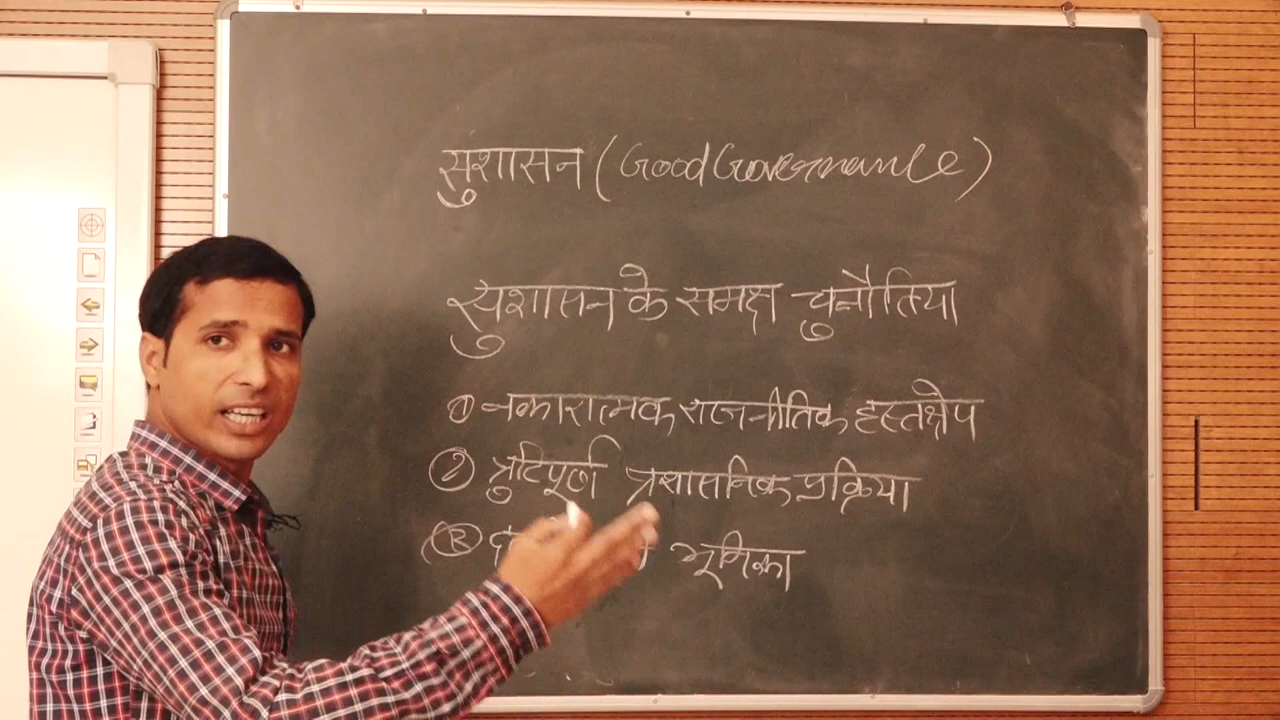 सुशासन (Good Governance)
सुशासन के समक्ष चुनौतिया
① नकारात्मक राजनीतिक हस्तक्षेप
② त्रुटिपूर्ण प्रशासनिक प्रक्रिया
③ भूमिका